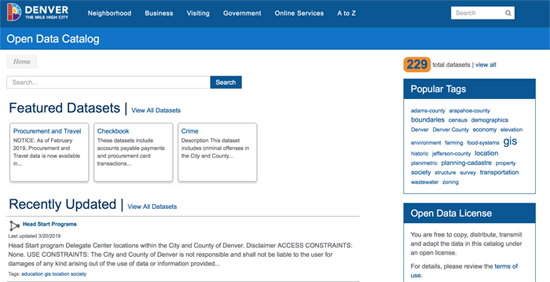 DENVER
THE MILE HIGH CITY
Neighborhood Business Visiting Government Online Services A to Z
Search
Open Data Catalog
Home
Search...
Search
229 total datasets | view all
Featured Datasets | View All Datasets
Procurement and Travel
NOTICE: As of February
2019, Procurement and
Travel data is now available
in...
Checkbook
These datasets include
accounts payable payments
and procurement card
transactions...
Crime
Description This dataset
includes criminal offenses in
the City and County...
Popular Tags
adams-county arapahoe-county
boundaries census demographics
Denver Denver County economy elevation
environment farming food-systems gis
historic jefferson-county location
planimetric planning-cadastre property
society structure survey transportation
wastewater zoning
Recently Updated | View All Datasets
Head Start Programs
Last updated 3/20/2019
Head Start program Delegate Center locations within the City and County of Denver. Disclaimer ACCESS CONSTRAINTS:
None. USE CONSTRAINTS: The City and County of Denver is not responsible and shall not be liable to the user for
damages of any kind arising out of the use of data or information provided...
Tags: education gis location society
Open Data License
You are free to copy, distribute, transmit
and adapt the data in this catalog under
an open license.
For details, please review the terms of
use.